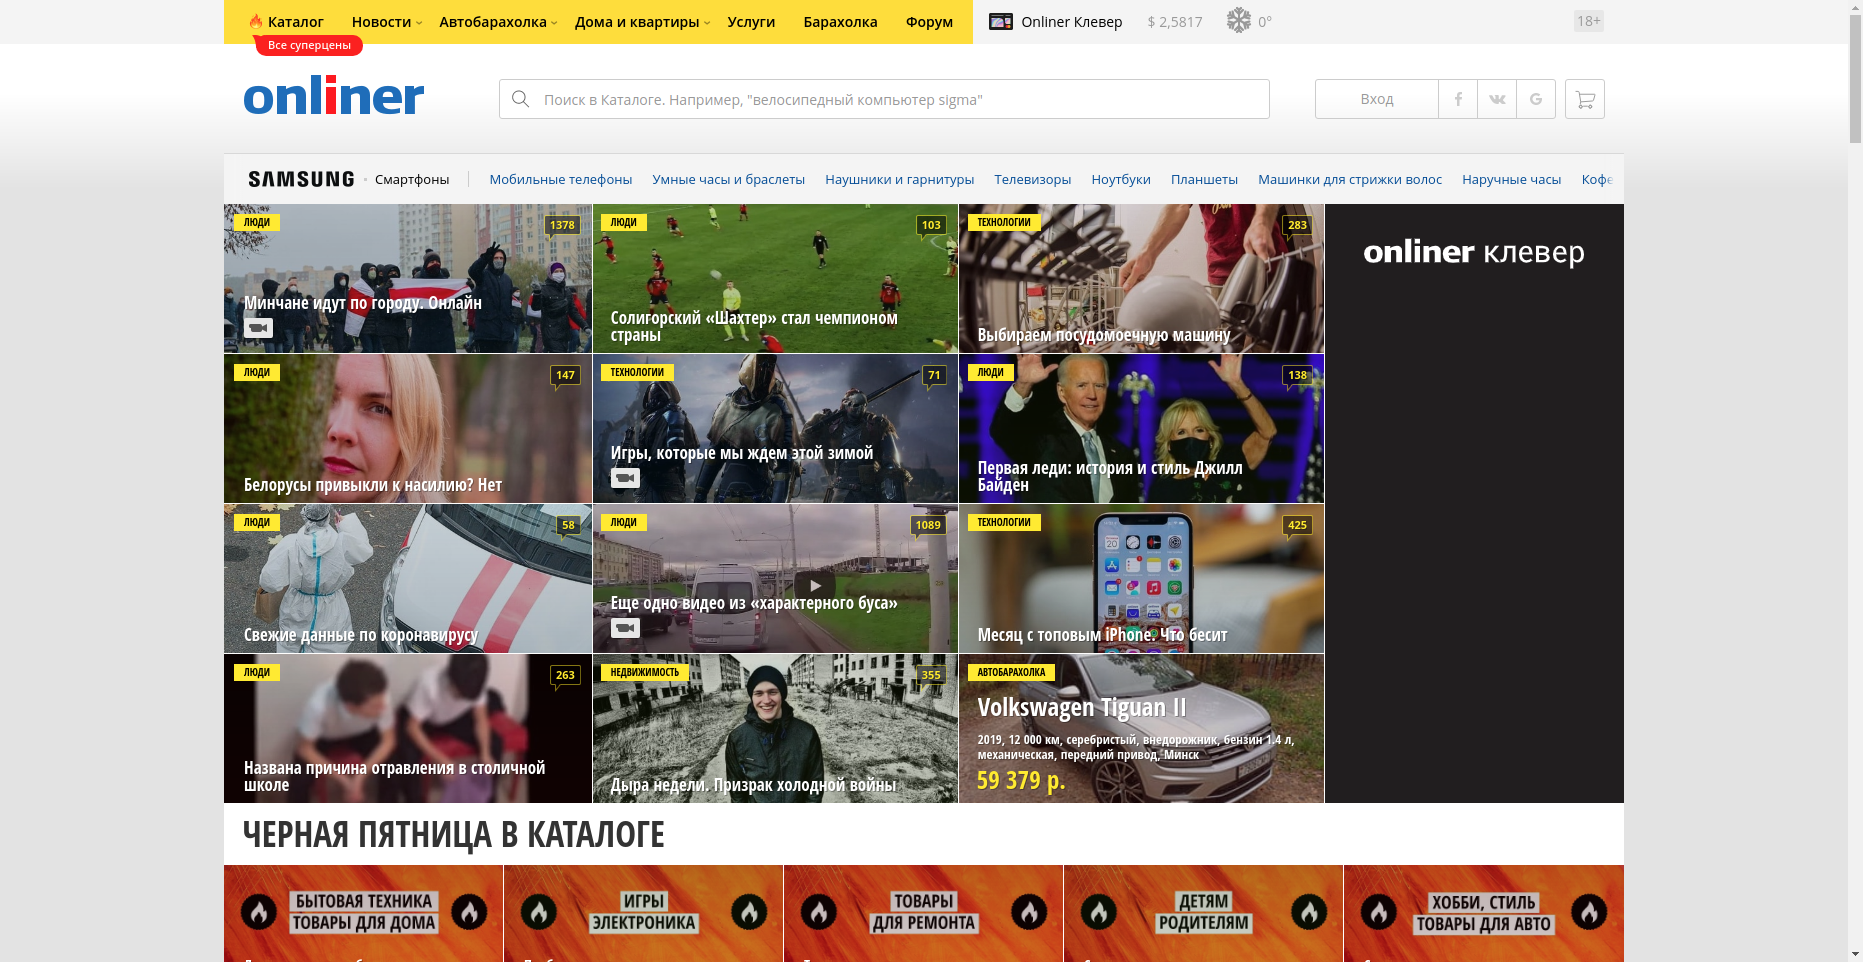 Каталог
Новости
Автобарахолка
Дома и квартиры
Услуги
Барахолка
Форум
Onliner Клевер
$ 2,5817
0°
18+
Все суперцены
onliner
Поиск в Каталоге. Например, "велосипедный компьютер sigma"
Вход
SAMSUNG
Смартфоны
Мобильные телефоны
Умные часы и браслеты
Наушники и гарнитуры
Телевизоры
Ноутбуки
Планшеты
Машинки для стрижки волос
Наручные часы
Кофе
ЛЮДИ
1378
Минчане идут по городу. Онлайн
ЛЮДИ
103
Солигорский «Шахтер» стал чемпионом
страны
ТЕХНОЛОГИИ
283
Выбираем посудомоечную машину
onliner клевер
ЛЮДИ
147
Белорусы привыкли к насилию? Нет
ТЕХНОЛОГИИ
71
Игры, которые мы ждем этой зимой
ЛЮДИ
138
Первая леди: история и стиль Джилл
Байден
ЛЮДИ
58
Свежие данные по коронавирусу
ЛЮДИ
1089
Еще одно видео из «характерного буса»
ТЕХНОЛОГИИ
425
Месяц с топовым iPhone. Что бесит
ЛЮДИ
263
Названа причина отравления в столичной
школе
НЕДВИЖИМОСТЬ
355
Дыра недели. Призрак холодной войны
АВТОБАРАХОЛКА
Volkswagen Tiguan II
2019, 12 000 км, серебристый, внедорожник, бензин 1.4 л,
механическая, передний привод, Минск
59 379 р.
ЧЕРНАЯ ПЯТНИЦА В КАТАЛОГЕ
БЫТОВАЯ ТЕХНИКА
ТОВАРЫ ДЛЯ ДОМА
ИГРЫ
ЭЛЕКТРОНИКА
ТОВАРЫ
ДЛЯ РЕМОНТА
ДЕТЯМ
РОДИТЕЛЯМ
ХОББИ, СТИЛЬ
ТОВАРЫ ДЛЯ АВТО